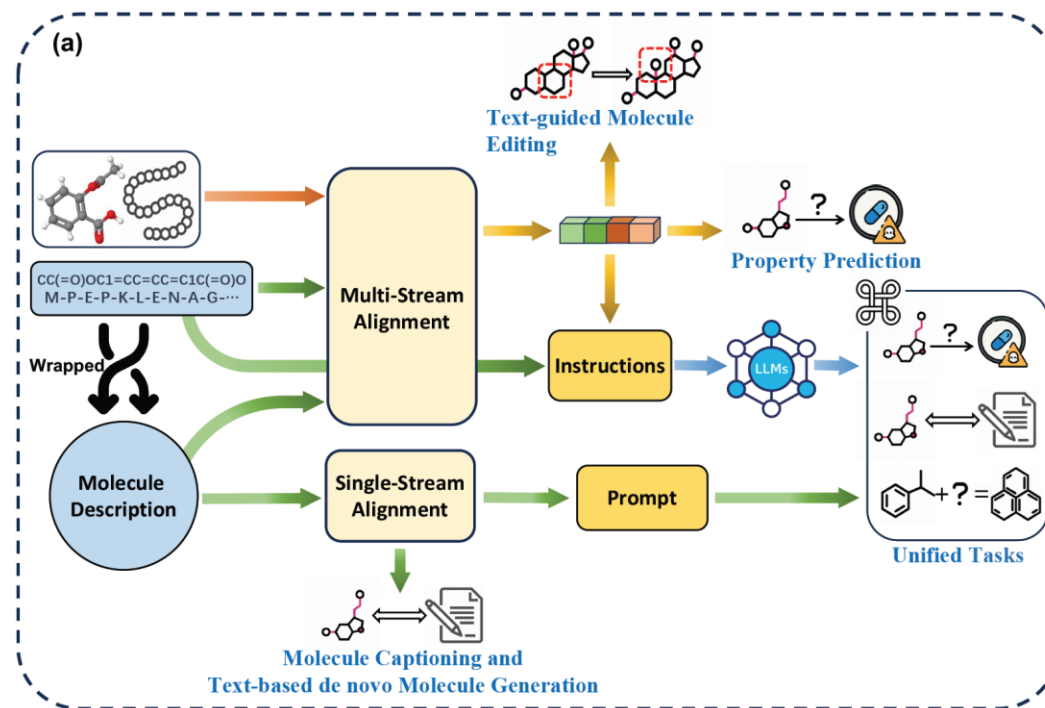 (a)
Text-guided Molecule
Editing
CC(=O)OC1=CC=CC=C1C(=O)O
M-P-E-P-K-L-E-N-A-G-···
Multi-Stream
Alignment
?
Property Prediction
Wrapped
Instructions
LLMs
?
Molecule
Description
Single-Stream
Alignment
Prompt
+ ? =
Unified Tasks
Molecule Captioning and
Text-based de novo Molecule Generation